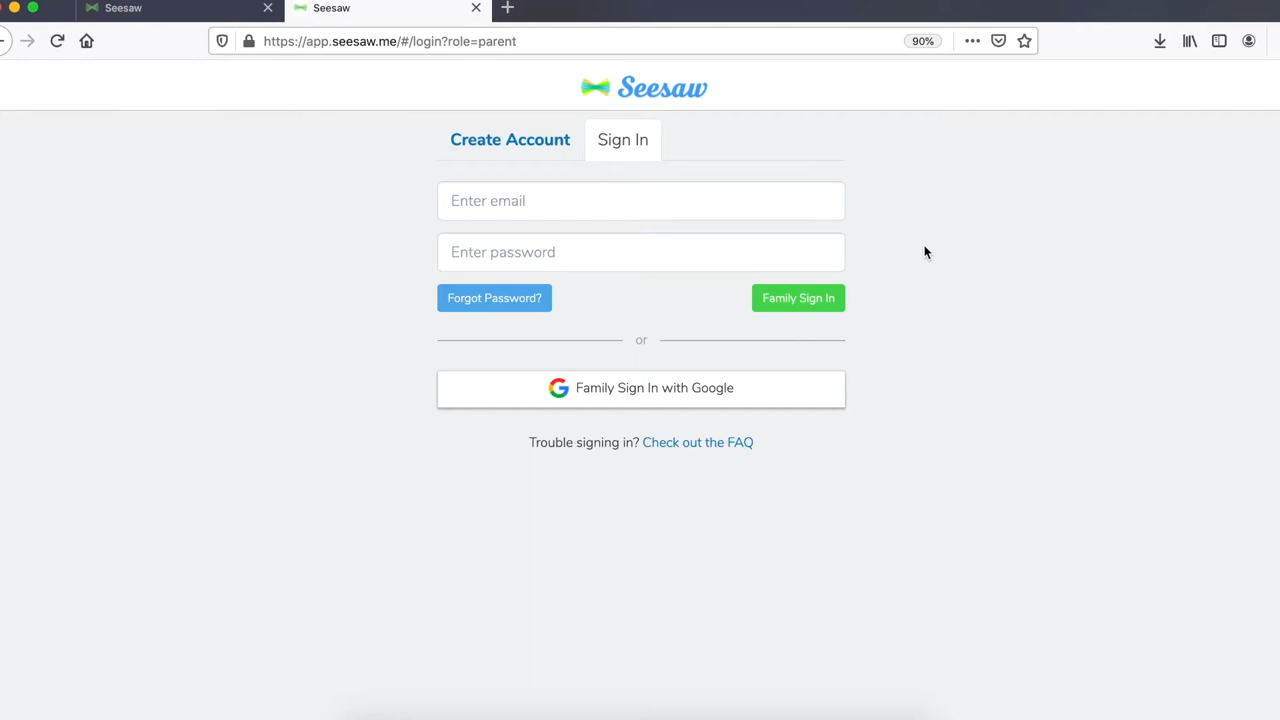 Seesaw
Seesaw
https://app.seesaw.me/#/login?role=parent
90%
Seesaw
Create Account
Sign In
Enter email
Enter password
Forgot Password?
Family Sign In
or
Family Sign In with Google
Trouble signing in? Check out the FAQ